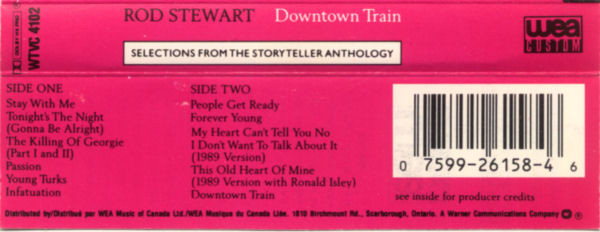 ROD STEWART Downtown Train
SELECTIONS FROM THE STORYTELLER ANTHOLOGY
DOLBY HX PRO
WTVC 4102
wea
CUSTOM
SIDE ONE
Stay With Me
Tonight's The Night
(Gonna Be Alright)
The Killing Of Georgie
(Part I and II)
Passion
Young Turks
Infatuation
SIDE TWO
People Get Ready
Forever Young
My Heart Can't Tell You No
I Don't Want To Talk About It
(1989 Version)
This Old Heart Of Mine
(1989 Version with Ronald Isley)
Downtown Train
0 7599-26158-4 6
see inside for producer credits
Distributed by/Distribué par WEA Music of Canada Ltd./WEA Musique du Canada Ltée. 1810 Birchmount Rd., Scarborough, Ontario. A Warner Communications Company ®